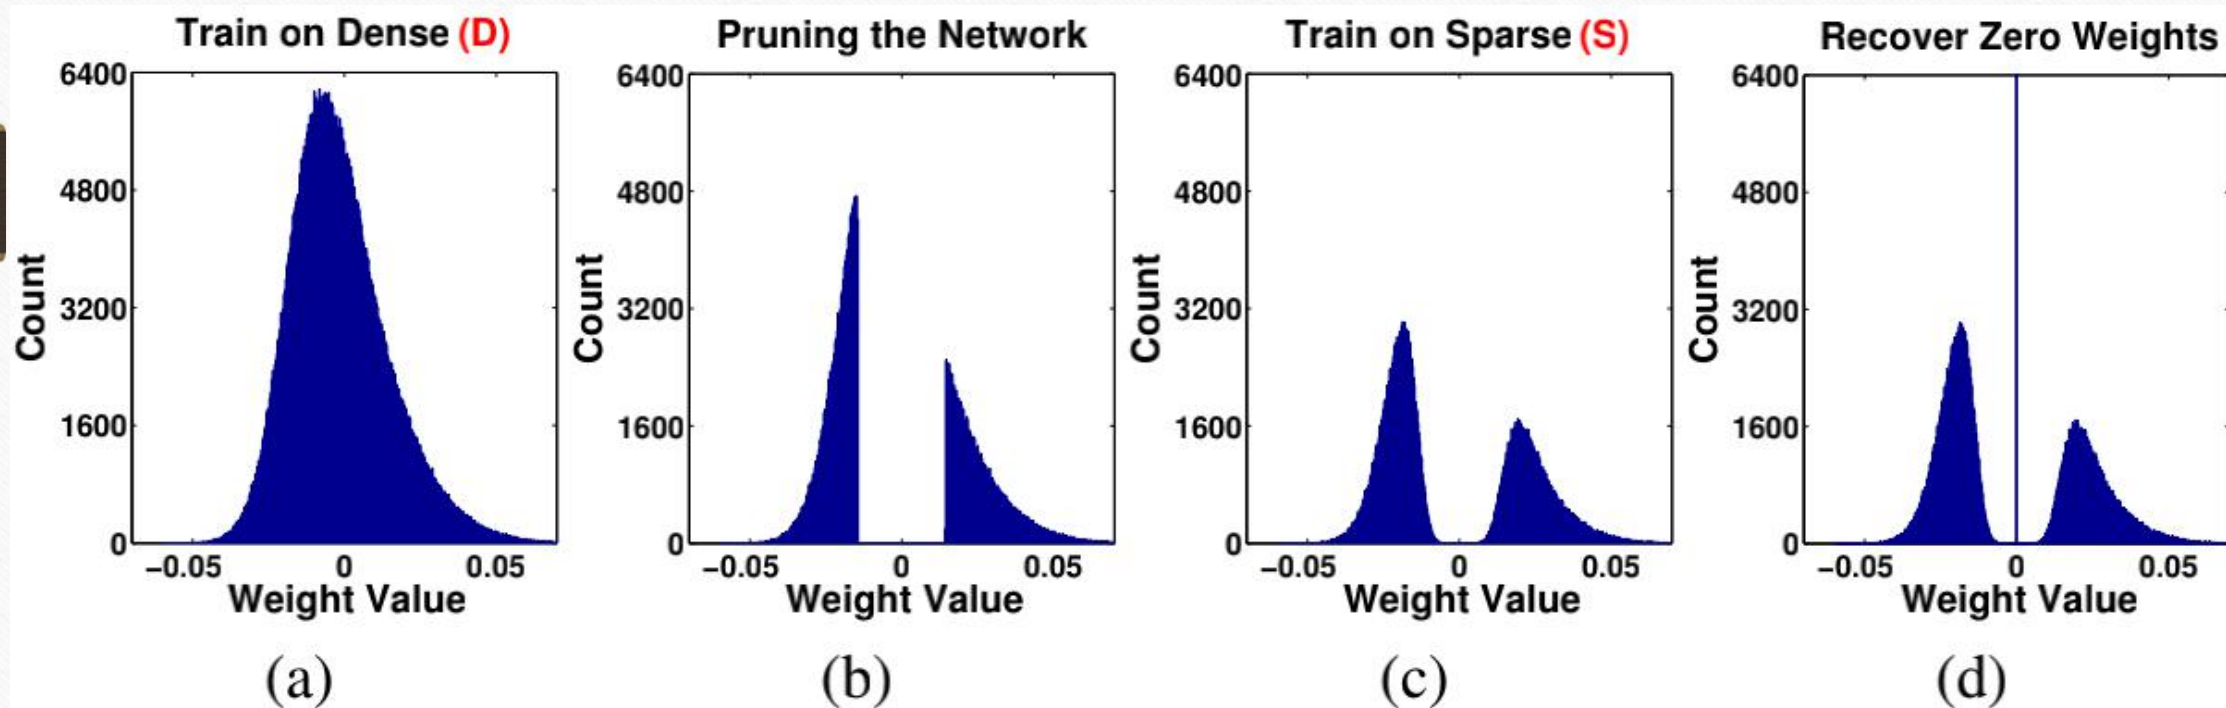 Train on Dense (D)
6400
4800
3200
1600
0
Count
−0.05 0 0.05
Weight Value
(a)
Pruning the Network
6400
4800
3200
1600
0
Count
−0.05 0 0.05
Weight Value
(b)
Train on Sparse (S)
6400
4800
3200
1600
0
Count
−0.05 0 0.05
Weight Value
(c)
Recover Zero Weights
6400
4800
3200
1600
0
Count
−0.05 0 0.05
Weight Value
(d)